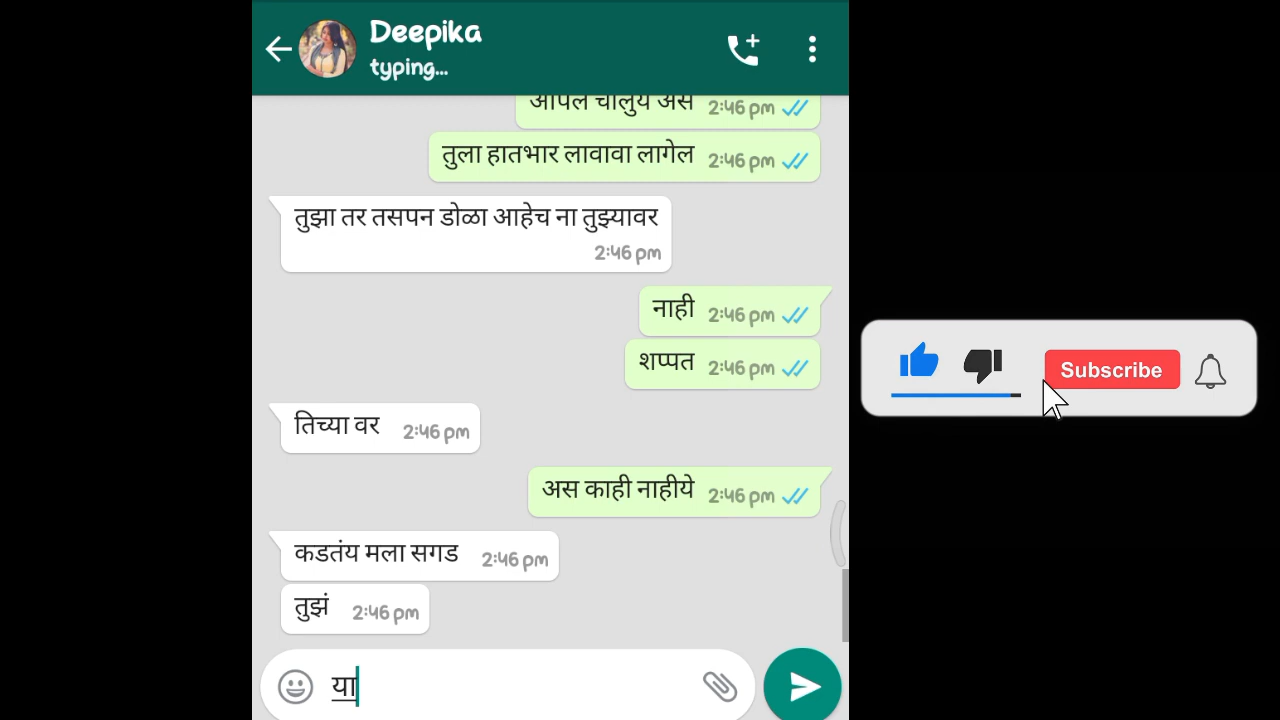 Deepika
typing...
आपल चालुय अस 2:46 pm
तुला हातभार लावावा लागेल 2:46 pm
तुझा तर तसपन डोळा आहेच ना तुझ्यावर
2:46 pm
नाही 2:46 pm
शप्पत 2:46 pm
तिच्या वर 2:46 pm
Subscribe
अस काही नाहीये 2:46 pm
कडतंय मला सगड 2:46 pm
तुझं 2:46 pm
या